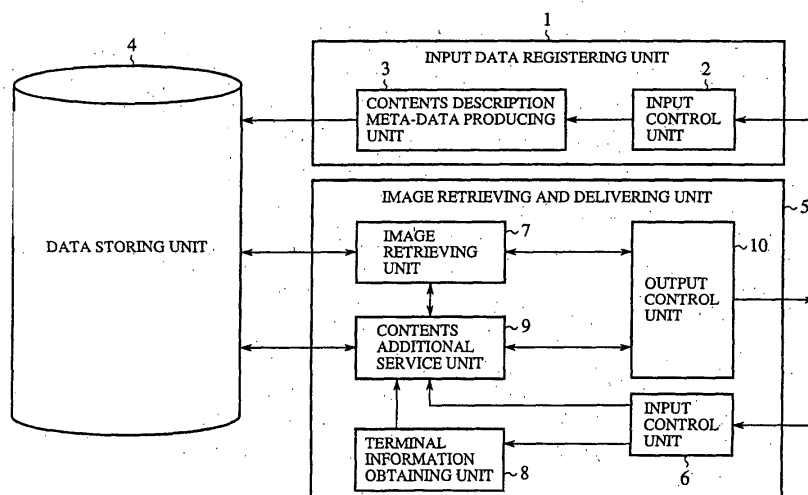 4
1
INPUT DATA REGISTERING UNIT
3
CONTENTS DESCRIPTION
META-DATA PRODUCING
UNIT
2
INPUT
CONTROL
UNIT
IMAGE RETRIEVING AND DELIVERING UNIT
5
DATA STORING UNIT
IMAGE
RETRIEVING
UNIT
7
10
OUTPUT
CONTROL
UNIT
CONTENTS
ADDITIONAL
SERVICE UNIT
9
INPUT
CONTROL
UNIT
6
TERMINAL
INFORMATION
OBTAINING UNIT
8